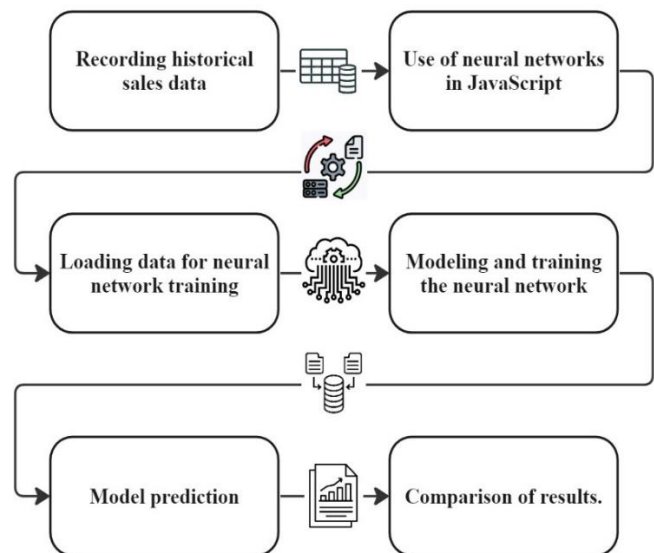 Recording historical
sales data
Use of neural networks
in JavaScript
Loading data for neural
network training
Modeling and training
the neural network
Model prediction
Comparison of results.